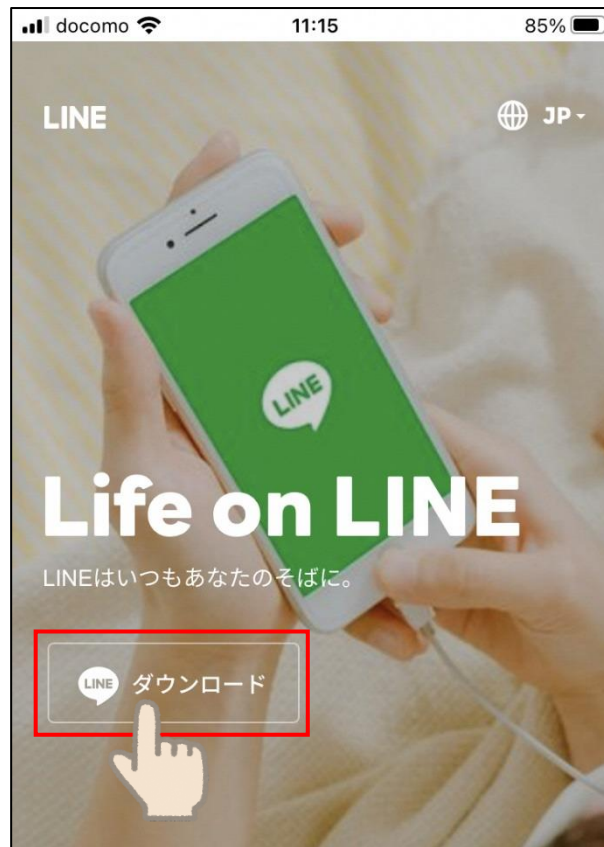 docomo 11:15 85%
LINE JP
LINE
Life on LINE
LINEはいつもあなたのそばに。
LINE ダウンロード